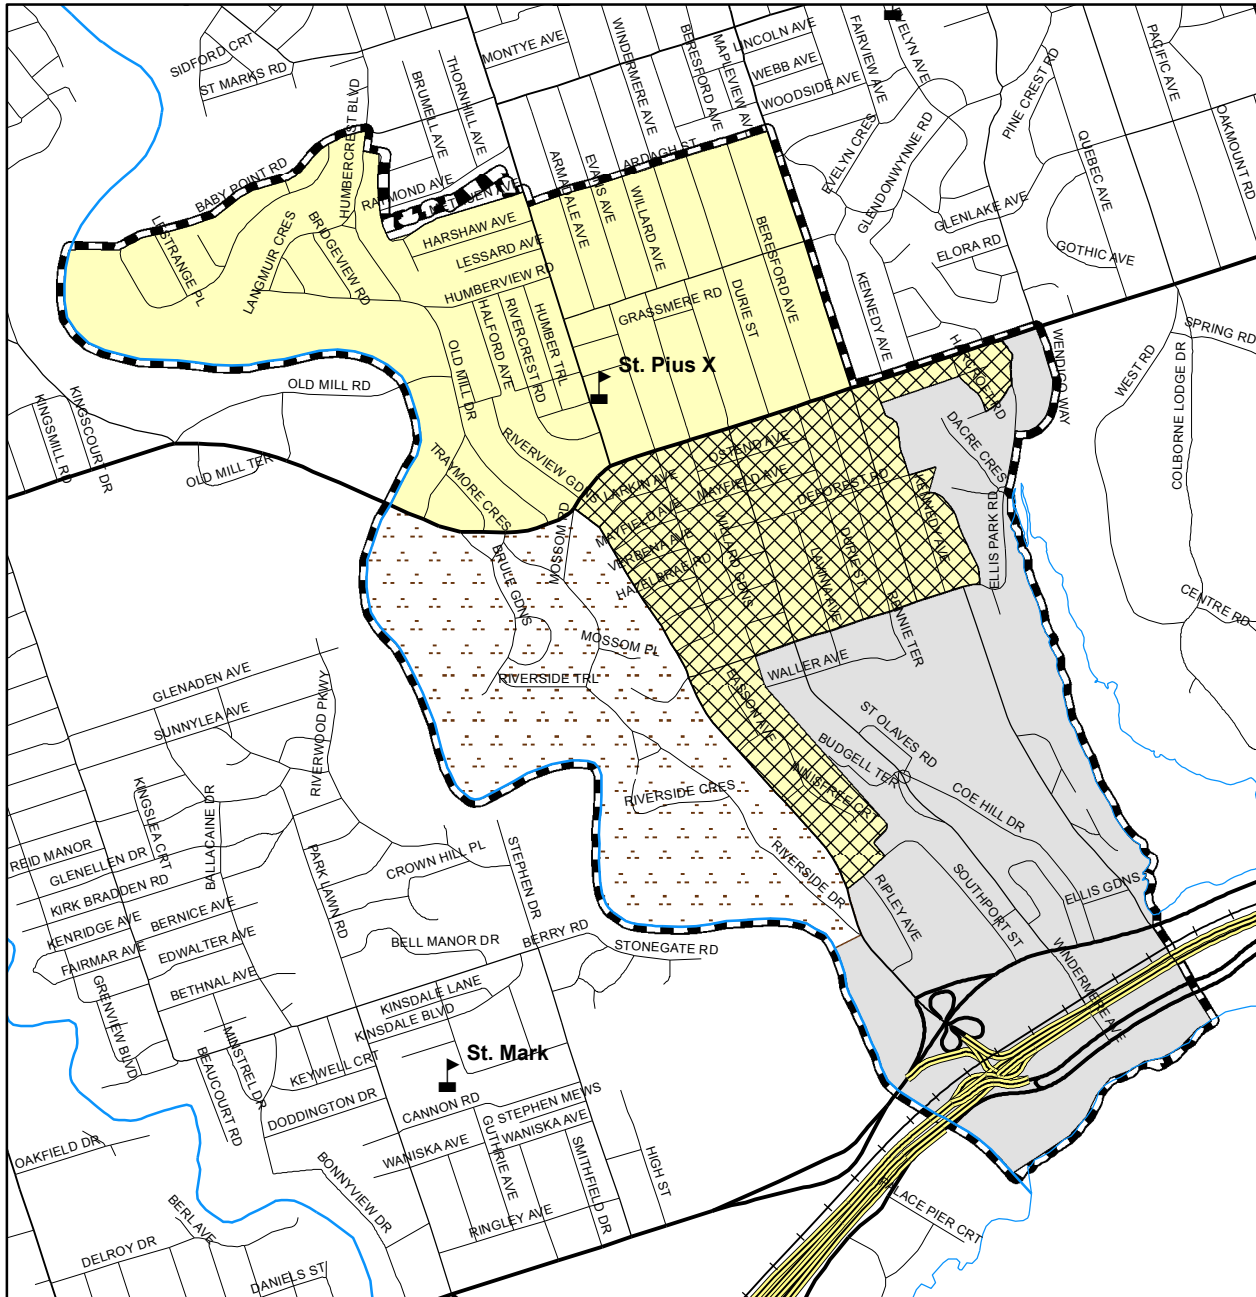 SIDFORD CRT
ST MARKS RD
HUMBERCREST BLVD
BRUMELL AVE
THORNHILL AVE
MONTYE AVE
WINDERMERE AVE
BERESFORD AVE
MAPLEVIEW AV
LINCOLN AVE
WEBB AVE
WOODSIDE AVE
FAIRVIEW AVE
EVELYN AVE
PINE CREST RD
PACIFIC AVE
OAKMOUNT RD
QUEBEC AVE
EVELYN CRES
GLENDONWYNNE RD
GLENLAKE AVE
ELORA RD
GOTHIC AVE
BABY POINT RD
RAYMOND AVE
ARDAGH ST
ARMADALE AVE
EVANS AVE
WILLARD AVE
BERESFORD AVE
L'ESTRANGE PL
LANGMUIR CRES
BRIDGEVIEW RD
HARSHAW AVE
LESSARD AVE
HUMBERVIEW RD
HALFORD AVE
RIVERCREST RD
HUMBER TRL
GRASSMERE RD
DURIE ST
KENNEDY AVE
WENDIGO WAY
WEST RD
SPRING RD
COLBORNE LODGE DR
CENTRE RD
St. Pius X
OLD MILL RD
OLD MILL DR
KINGSMILL RD
KINGSCOURT DR
OLD MILL TER
TRAYMORE CRES
RIVERVIEW GD
MOSSOM RD
BRULE GDNS
MOSSOM PL
RIVERSIDE TRL
LARKIN AVE
OSTEND AVE
MAYFIELD AVE
MAYFIELD AVE
VERBENA AVE
HAZELBRAE RD
WILLARD GDNS
DEFOREST RD
DURIE ST
LAVINIA AVE
RENNIE TER
KENNEDY AVE
HARCROFT RD
DACRE CRES
ELLIS PARK RD
WALLER AVE
EASSON AVE
INNISFREE CRT
ST OLAVES RD
BUDGELL TER
COE HILL DR
RIVERSIDE CRES
RIVERSIDE DR
RIPLEY AVE
SOUTHPORT ST
ELLIS GDNS
WINDERMERE AVE
GLENADEN AVE
SUNNYLEA AVE
RIVERWOOD PKWY
KINGSLEA CRT
BALLACAINE DR
REID MANOR
GLENELLEN DR
KIRK BRADDEN RD
KENRIDGE AVE
BERNICE AVE
FAIRMAR AVE
EDWALTER AVE
BETHNAL AVE
GRENVIEW BLVD
PARK LAWN RD
CROWN HILL PL
STEPHEN DR
BELL MANOR DR
BERRY RD
STONEGATE RD
KINSDALE LANE
KINSDALE BLVD
MINSTREL DR
BEAUCOURT RD
KEYWELL CRT
DODDINGTON DR
St. Mark
CANNON RD
STEPHEN MEWS
WANISKA AVE
WANISKA AVE
GUTHRIE AVE
SMITHFIELD DR
HIGH ST
RINGLEY AVE
OAKFIELD DR
BONNYVIEW DR
BERL AVE
DELROY DR
DANIELS ST
PALACE PIER CRT